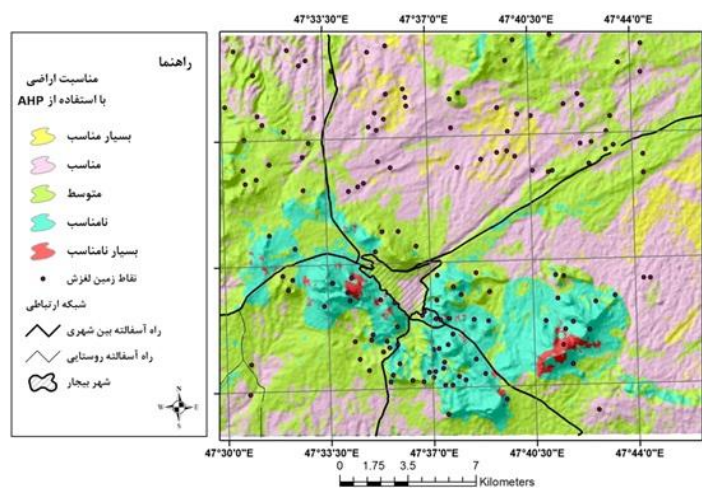 47°33'30"E 47°37'0"E 47°40'30"E 47°44'0"E
راهنما
مناسبت اراضی
با استفاده از AHP
بسیار مناسب
مناسب
متوسط
نامناسب
بسیار نامناسب
نقاط زمین لغزش
شبکه ارتباطی
راه آسفالته بین شهری
راه آسفالته روستایی
شهر بیجار
N
W E
S
47°30'0"E 47°33'30"E 47°37'0"E 47°40'30"E 47°44'0"E
0 1.75 3.5 7
Kilometers